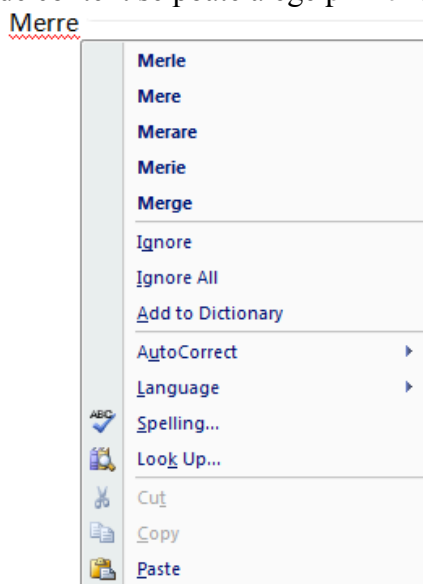 Merre
Merle
Mere
Merare
Merie
Merge
Ignore
Ignore All
Add to Dictionary
AutoCorrect
Language
ABC
Spelling...
Look Up...
Cut
Copy
Paste